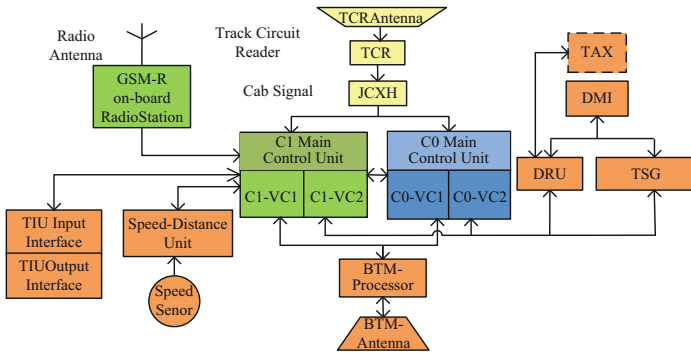 TCRAntenna
Radio
Antenna
Track Circuit
Reader
TCR
TAX
GSM-R
on-board
RadioStation
Cab Signal
JCXH
DMI
C1 Main
Control Unit
C0 Main
Control Unit
DRU
TSG
C1-VC1
C1-VC2
C0-VC1
C0-VC2
TIU Input
Interface
TIUOutput
Interface
Speed-Distance
Unit
Speed
Senor
BTM-
Processor
BTM-
Antenna